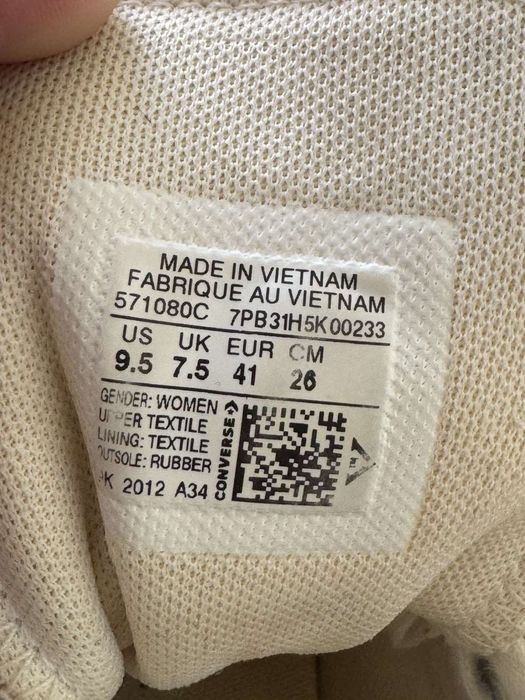 MADE IN VIETNAM
FABRIQUE AU VIETNAM
571080C 7PB31H5K00233
US UK EUR CM
9.5 7.5 41 26
GENDER: WOMEN
UPPER TEXTILE
LINING: TEXTILE
OUTSOLE: RUBBER
K 2012 A34
CONVERSE